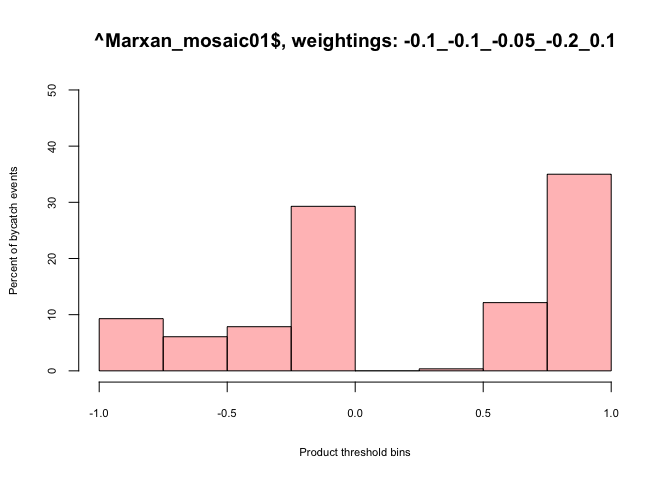 ^Marxan_mosaic01$, weightings: -0.1_-0.1_-0.05_-0.2_0.1
50
40
30
20
10
0
Percent of bycatch events
-1.0 -0.5 0.0 0.5 1.0
Product threshold bins